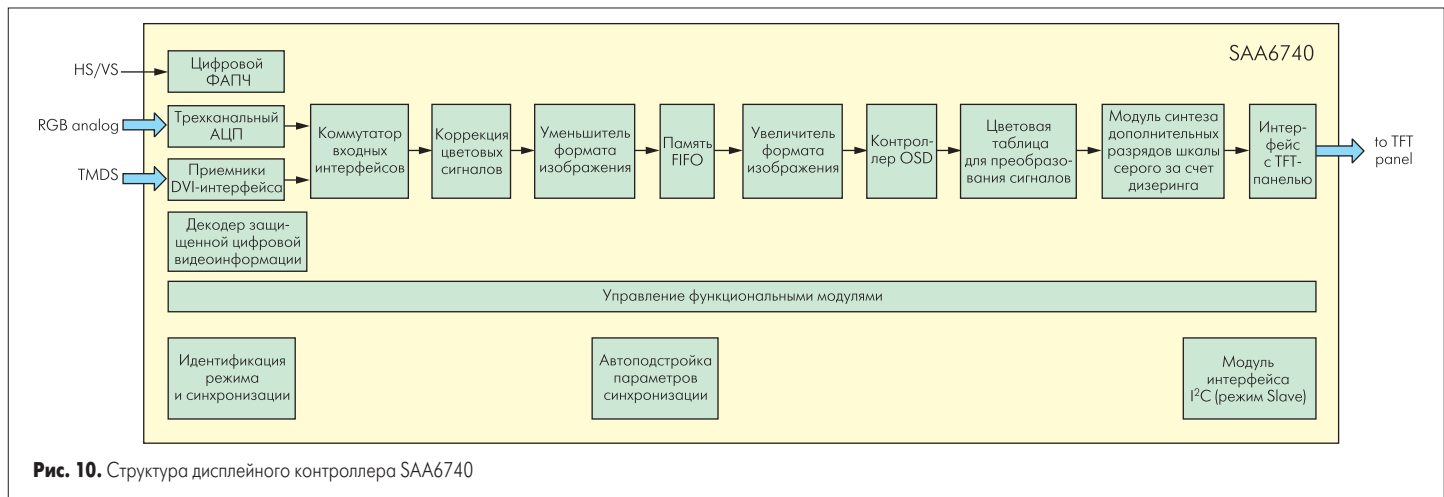 SAA6740
HS/VS
Цифровой
ФАПЧ
RGB analog
Трехканальный
АЦП
TMDS
Приемники
DVI-интерфейса
Коммутатор
входных
интерфейсов
Коррекция
цветовых
сигналов
Уменьшитель
формата
изображения
Память
FIFO
Увеличитель
формата
изображения
Контрол-
лер OSD
Цветовая
таблица
для преобразо-
вания сигналов
Модуль синтеза
дополнительных
разрядов шкалы
серого за счет
дизеринга
Интер-
фейс
с TFT-
панелью
to TFT
panel
Декодер защи-
щенной цифровой
видеоинформации
Управление функциональными модулями
Идентификация
режима
и синхронизации
Автоподстройка
параметров
синхронизации
Модуль
интерфейса
I²C (режим Slave)
Рис. 10. Структура дисплейного контроллера SAA6740